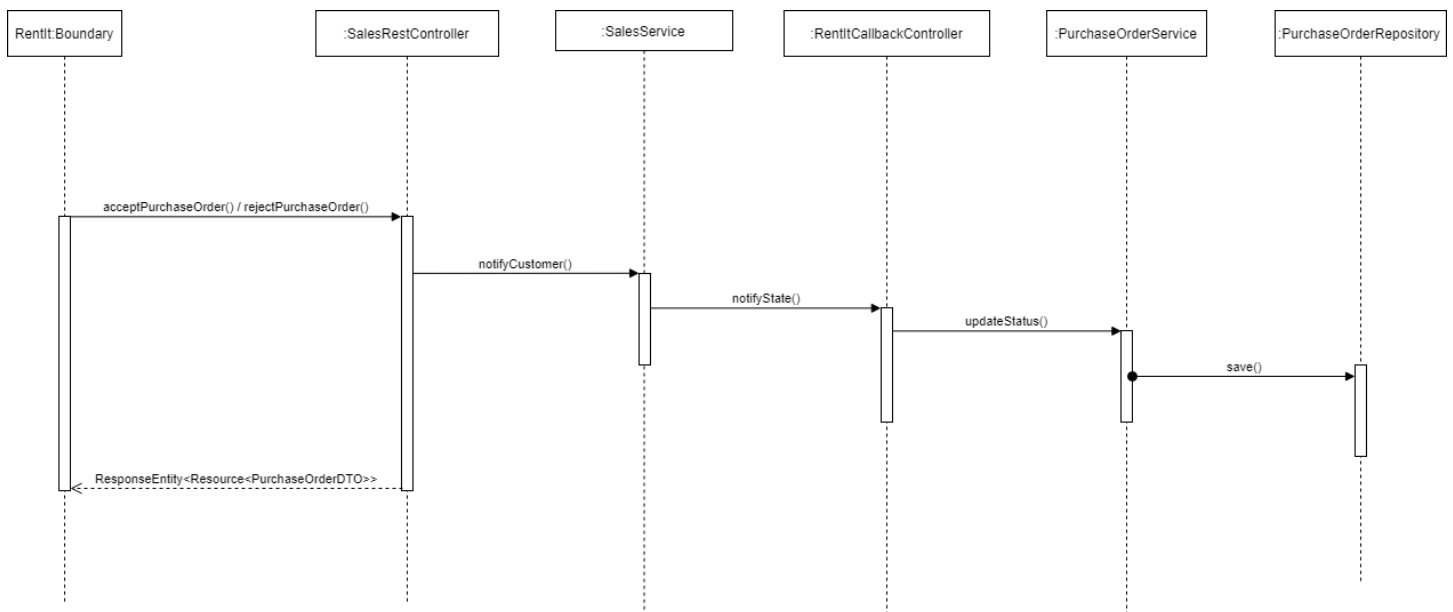 RentIt:Boundary
:SalesRestController
:SalesService
:RentItCallbackController
:PurchaseOrderService
:PurchaseOrderRepository
acceptPurchaseOrder() / rejectPurchaseOrder()
notifyCustomer()
notifyState()
updateStatus()
save()
ResponseEntity<Resource<PurchaseOrderDTO>>